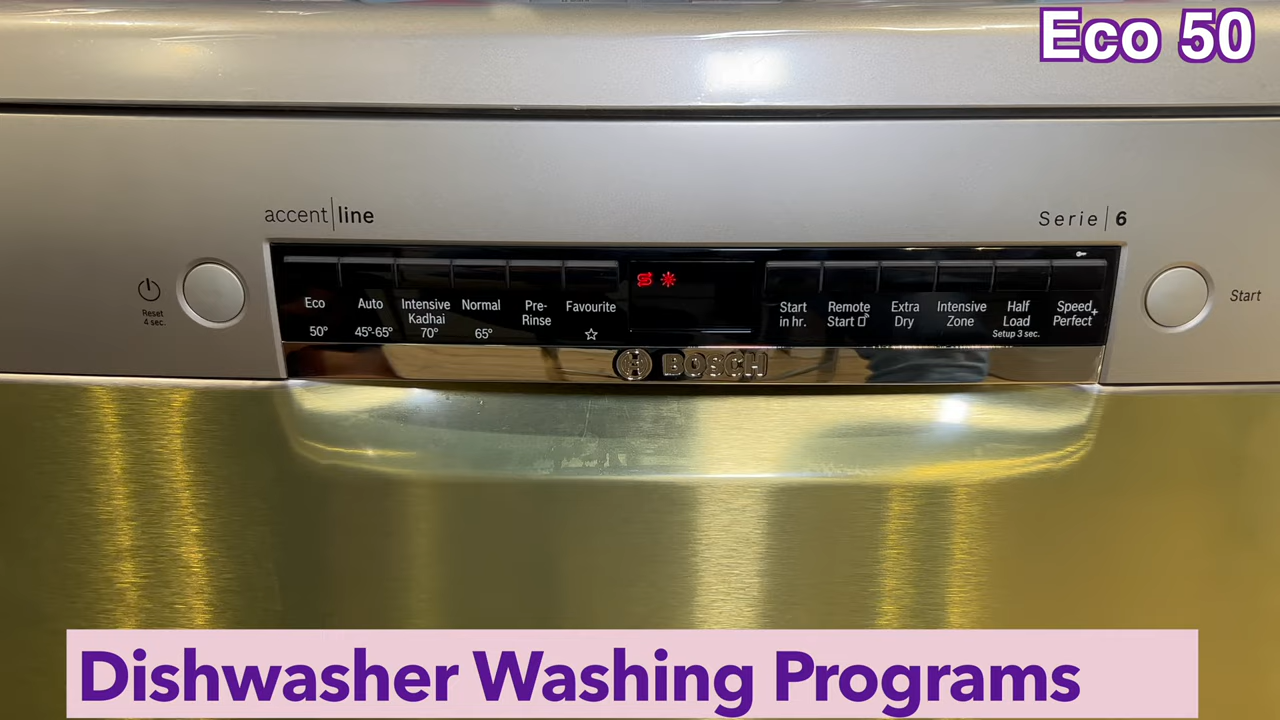 Eco 50
accent|line
Serie|6
Reset
4 sec.
Eco
50°
Auto
45°-65°
Intensive
Kadhai
70°
Normal
65°
Pre-
Rinse
Favourite
Start
in hr.
Remote
Start
Extra
Dry
Intensive
Zone
Half
Load
Setup 3 sec.
Speed
Perfect+
Start
BOSCH
Dishwasher Washing Programs